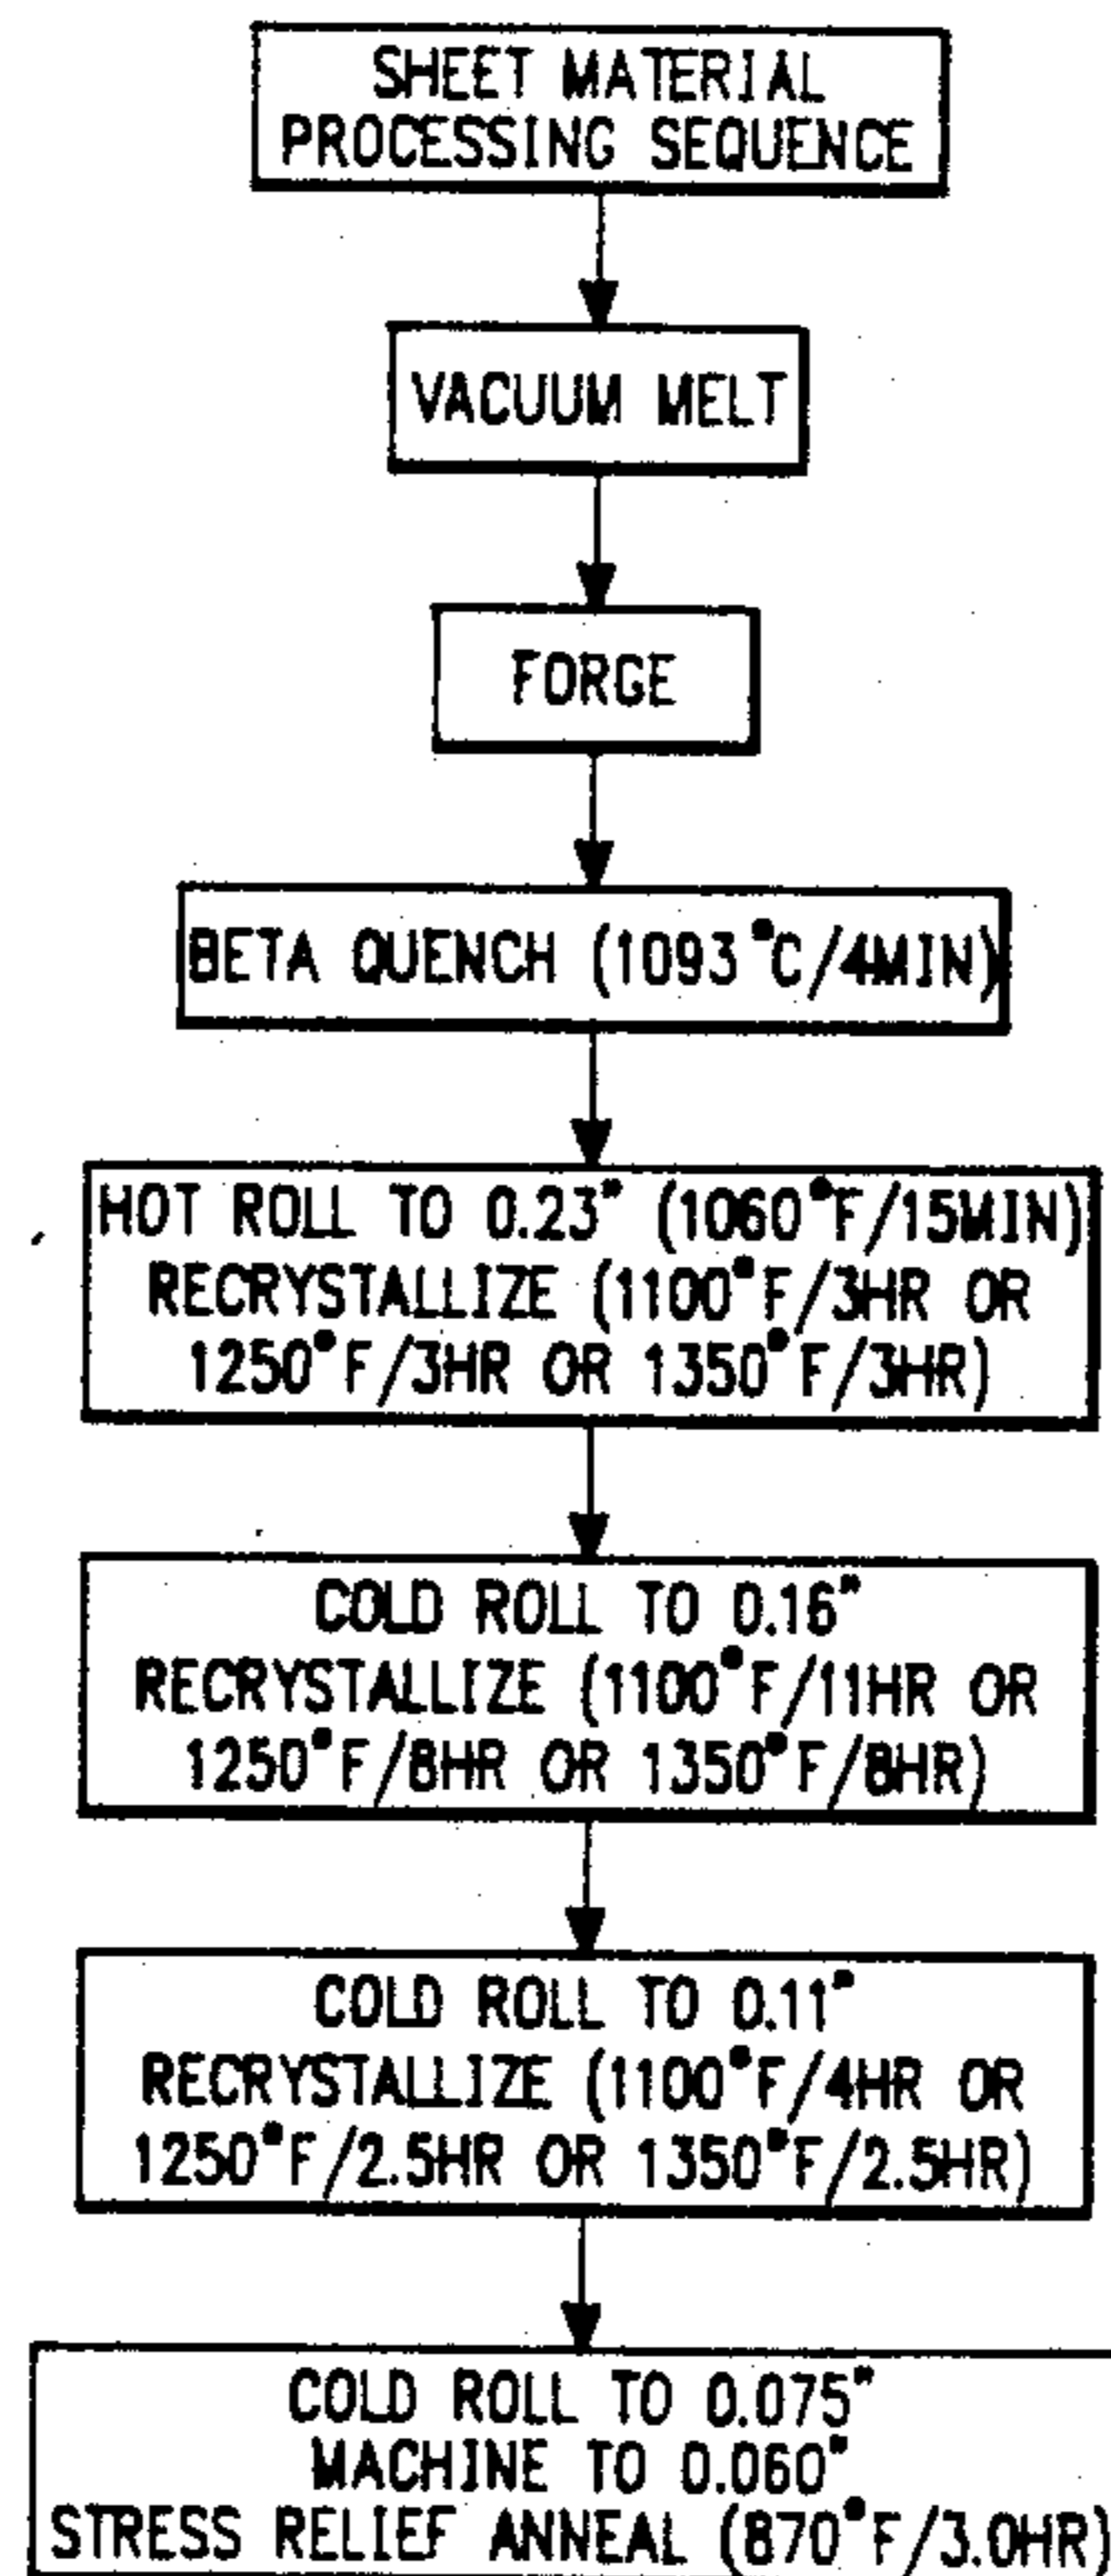 SHEET MATERIAL
PROCESSING SEQUENCE
VACUUM MELT
FORGE
BETA QUENCH (1093°C/4MIN)
HOT ROLL TO 0.23" (1060°F/15MIN)
RECRYSTALLIZE (1100°F/3HR OR
1250°F/3HR OR 1350°F/3HR)
COLD ROLL TO 0.16"
RECRYSTALLIZE (1100°F/11HR OR
1250°F/8HR OR 1350°F/8HR)
COLD ROLL TO 0.11"
RECRYSTALLIZE (1100°F/4HR OR
1250°F/2.5HR OR 1350°F/2.5HR)
COLD ROLL TO 0.075"
MACHINE TO 0.060"
STRESS RELIEF ANNEAL (870°F/3.0HR)